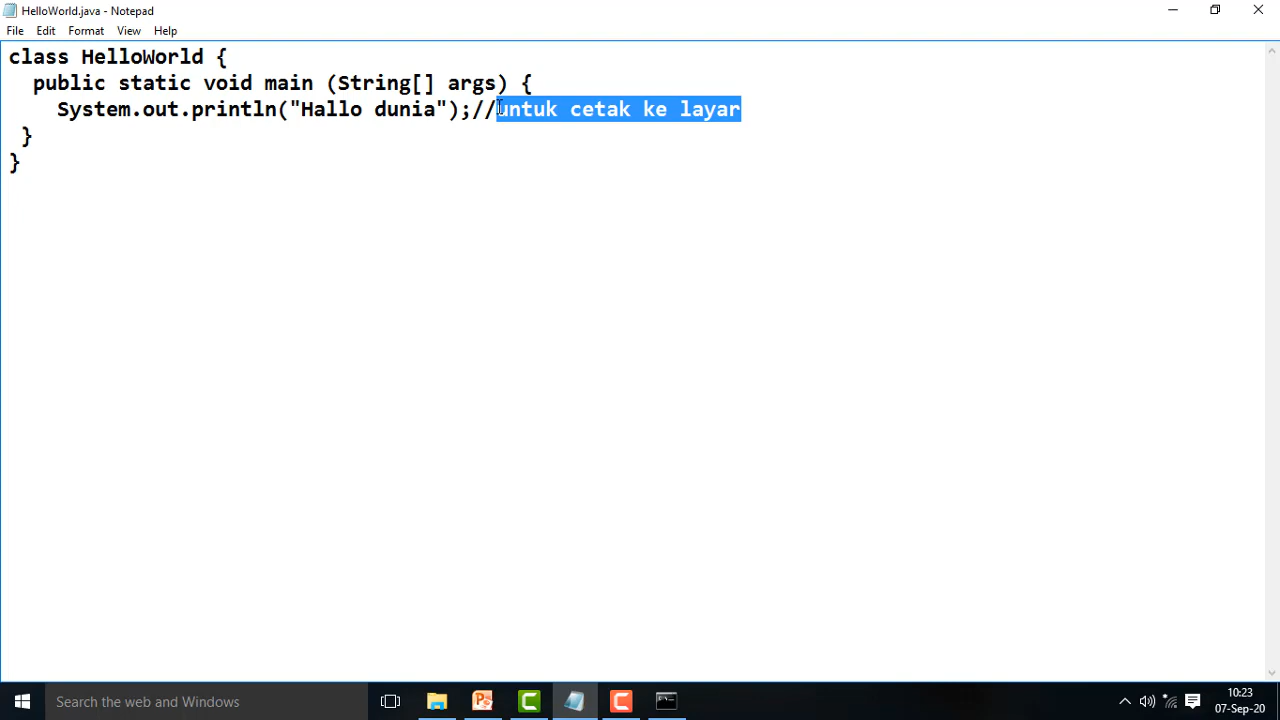 HelloWorld.java - Notepad
File Edit Format View Help
class HelloWorld {
  public static void main (String[] args) {
    System.out.println("Hallo dunia");//untuk cetak ke layar
 }
}
Search the web and Windows
10:23
07-Sep-20